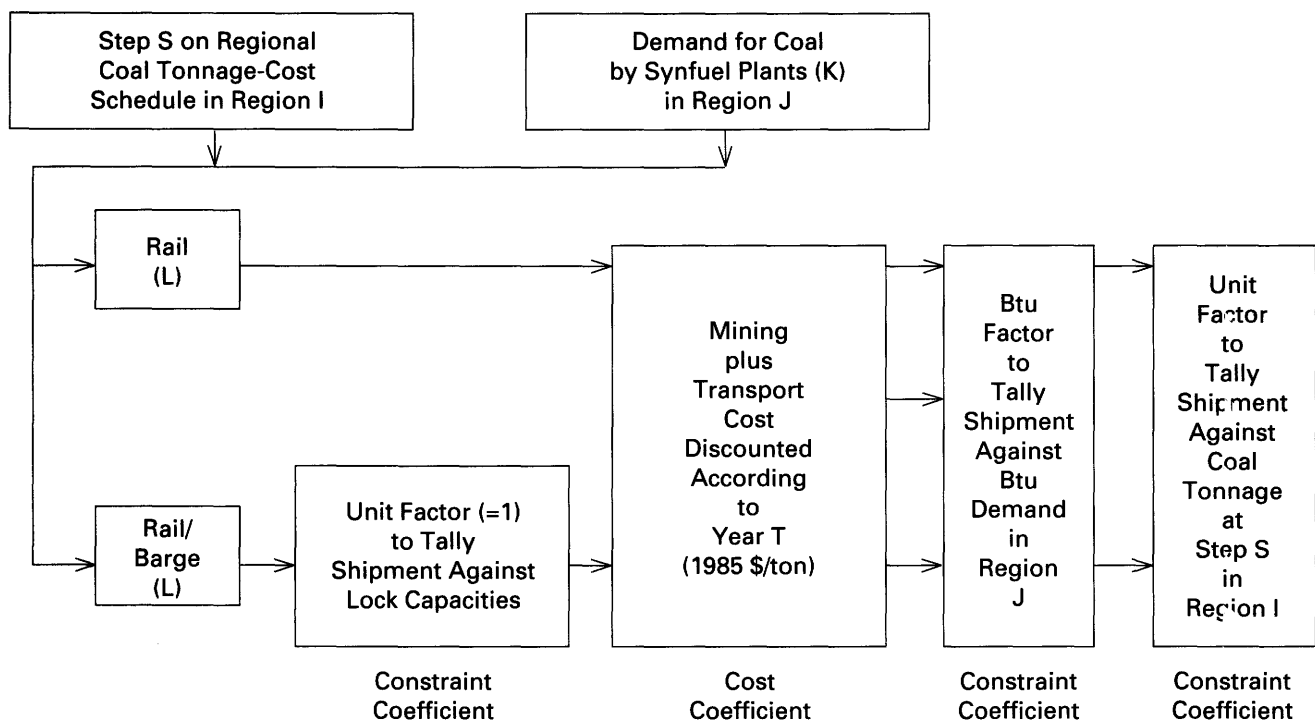 Step S on Regional
Coal Tonnage-Cost
Schedule in Region I
Demand for Coal
by Synfuel Plants (K)
in Region J
Rail
(L)
Rail/
Barge
(L)
Unit Factor (=1)
to Tally
Shipment Against
Lock Capacities
Mining
plus
Transport
Cost
Discounted
According
to
Year T
(1985 $/ton)
Btu
Factor
to
Tally
Shipment
Against
Btu
Demand
in
Region
J
Unit
Factor
to
Tally
Shipment
Against
Coal
Tonnage
at
Step S
in
Region I
Constraint
Coefficient
Cost
Coefficient
Constraint
Coefficient
Constraint
Coefficient